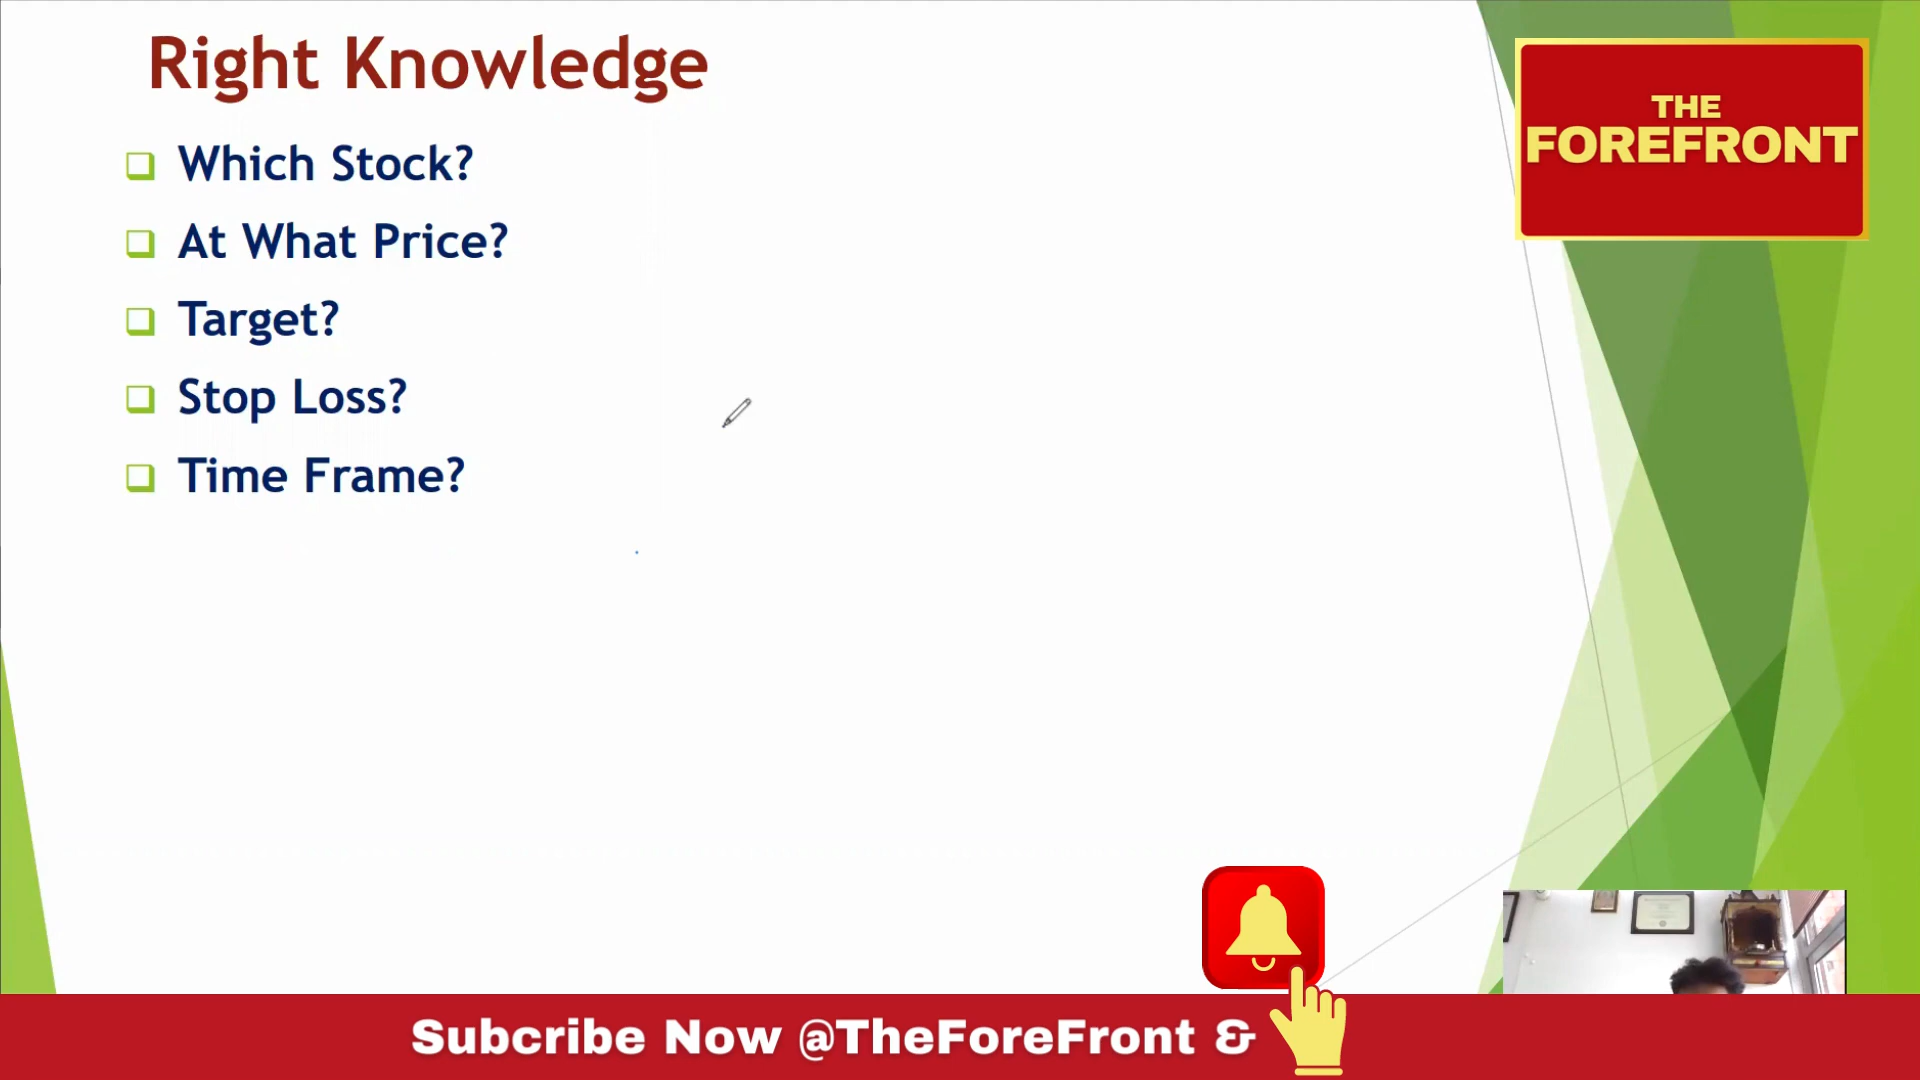 Right Knowledge
Which Stock?
At What Price?
Target?
Stop Loss?
Time Frame?
THE
FOREFRONT
Subcribe Now @TheForeFront &